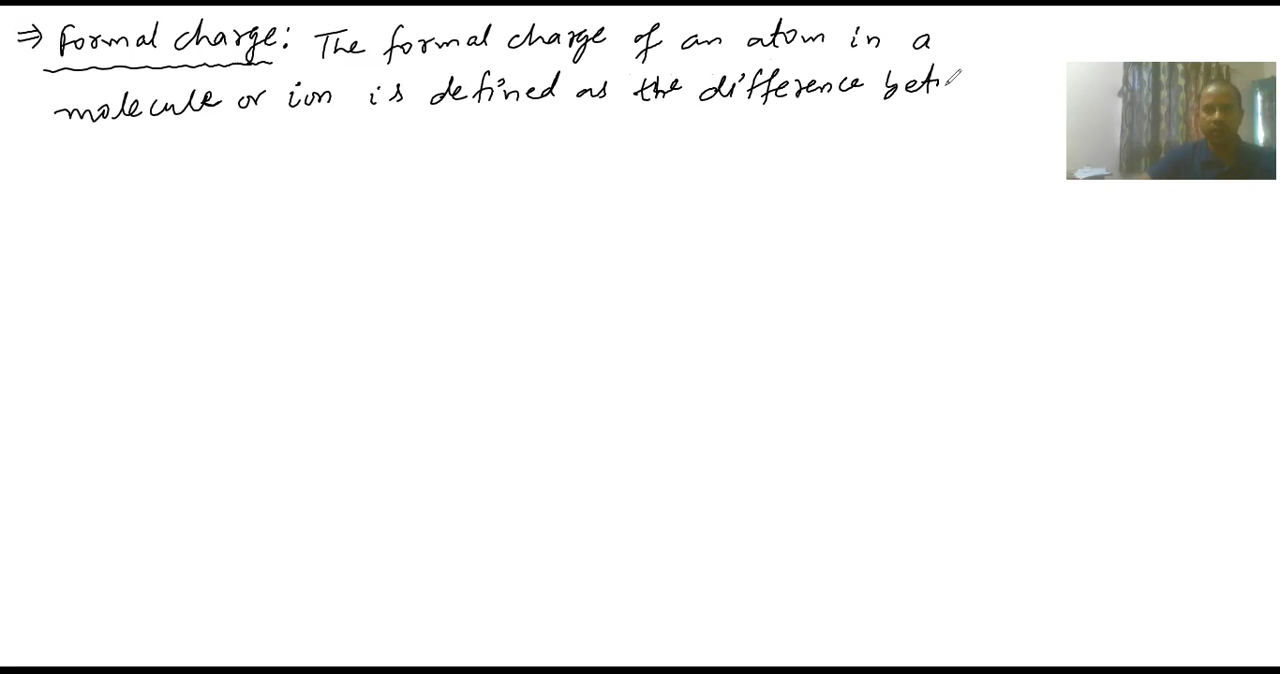 ⇒ Formal charge: The formal charge of an atom in a
molecule or ion is defined as the difference bet